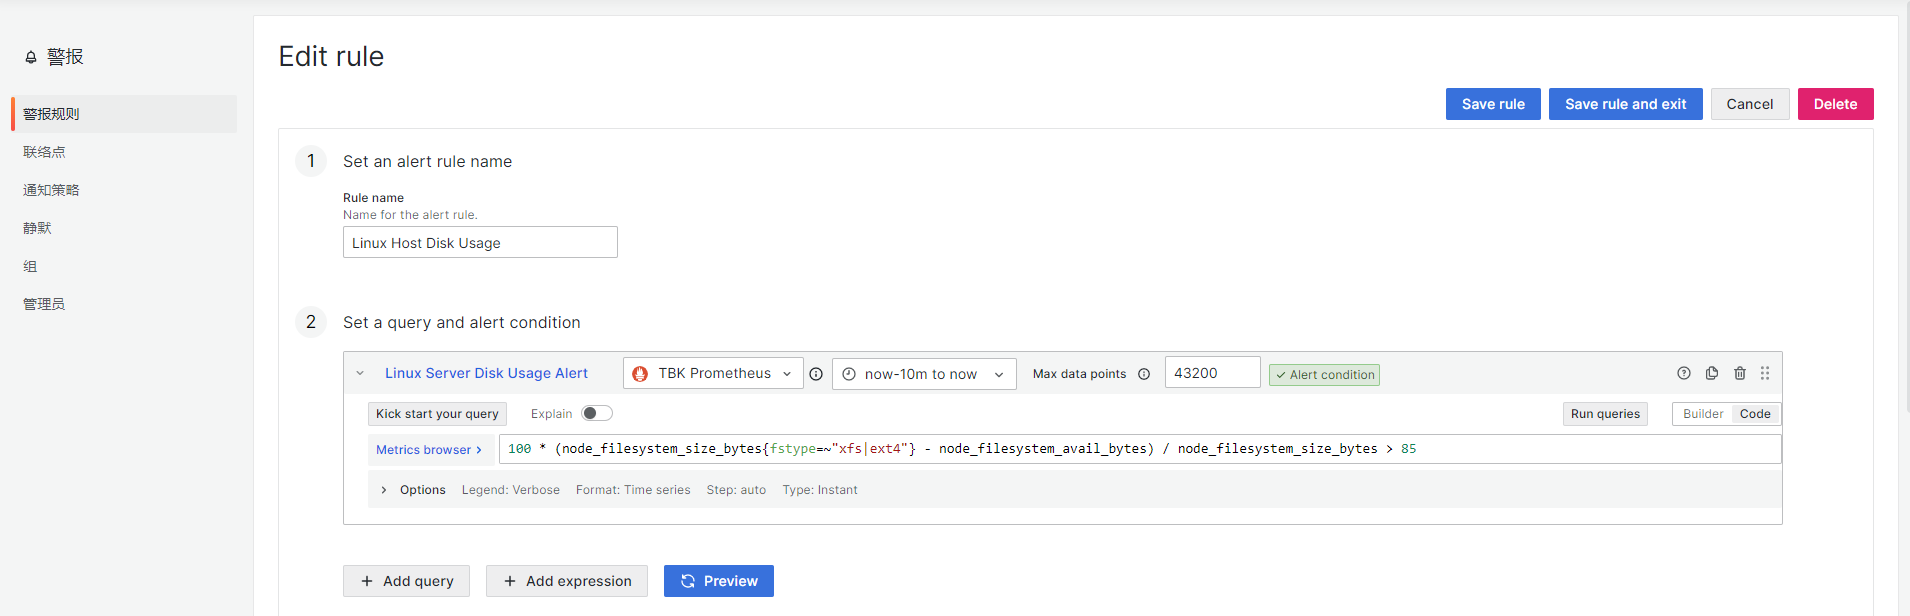 警报
警报规则
联络点
通知策略
静默
组
管理员
Edit rule
Save rule
Save rule and exit
Cancel
Delete
1 Set an alert rule name
Rule name
Name for the alert rule.
Linux Host Disk Usage
2 Set a query and alert condition
Linux Server Disk Usage Alert
TBK Prometheus
now-10m to now
Max data points
43200
Alert condition
Kick start your query
Explain
Run queries
Builder
Code
Metrics browser
100 * (node_filesystem_size_bytes{fstype=~"xfs|ext4"} - node_filesystem_avail_bytes) / node_filesystem_size_bytes > 85
Options Legend: Verbose Format: Time series Step: auto Type: Instant
+ Add query
+ Add expression
Preview